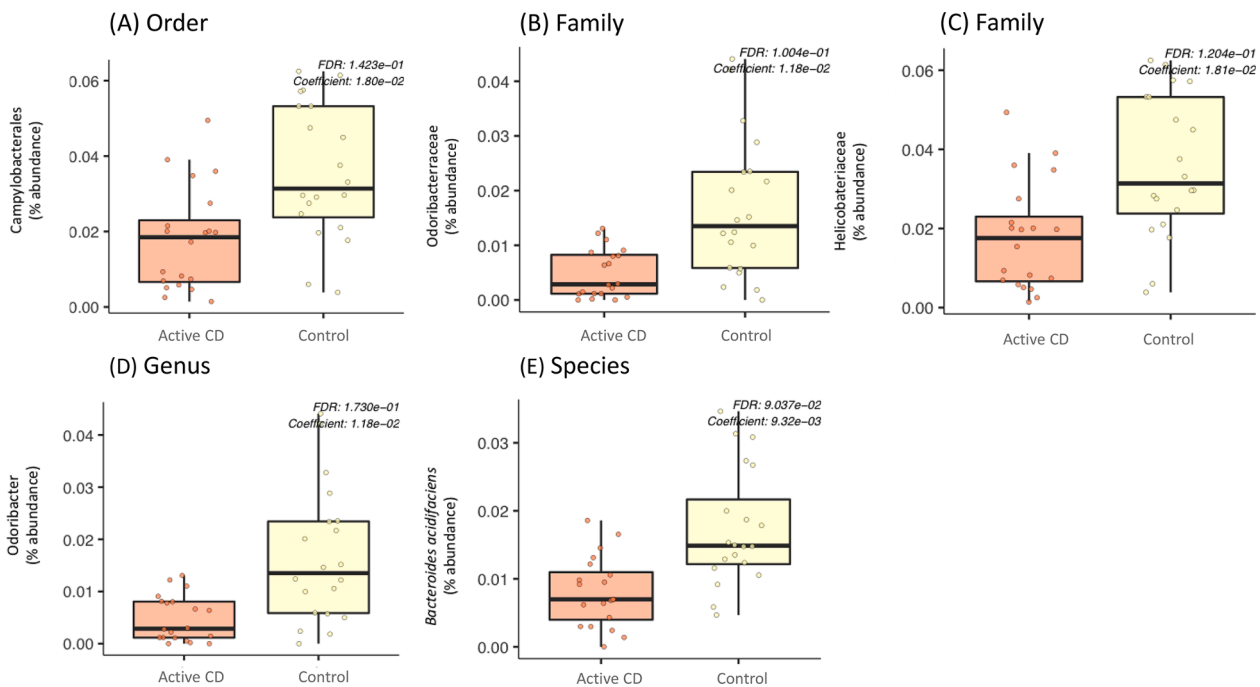 (A) Order
FDR: 1.423e−01
Coefficient: 1.80e−02
Campylobacterales
(% abundance)
0.06
0.04
0.02
0.00
Active CD
Control
(B) Family
FDR: 1.004e−01
Coefficient: 1.18e−02
Odoribacterraceae
(% abundance)
0.04
0.03
0.02
0.01
0.00
Active CD
Control
(C) Family
FDR: 1.204e−01
Coefficient: 1.81e−02
Helicobateriaceae
(% abundance)
0.06
0.04
0.02
0.00
Active CD
Control
(D) Genus
FDR: 1.730e−01
Coefficient: 1.18e−02
Odoribacter
(% abundance)
0.04
0.03
0.02
0.01
0.00
Active CD
Control
(E) Species
FDR: 9.037e−02
Coefficient: 9.32e−03
Bacteroides acidifaciens
(% abundance)
0.03
0.02
0.01
0.00
Active CD
Control